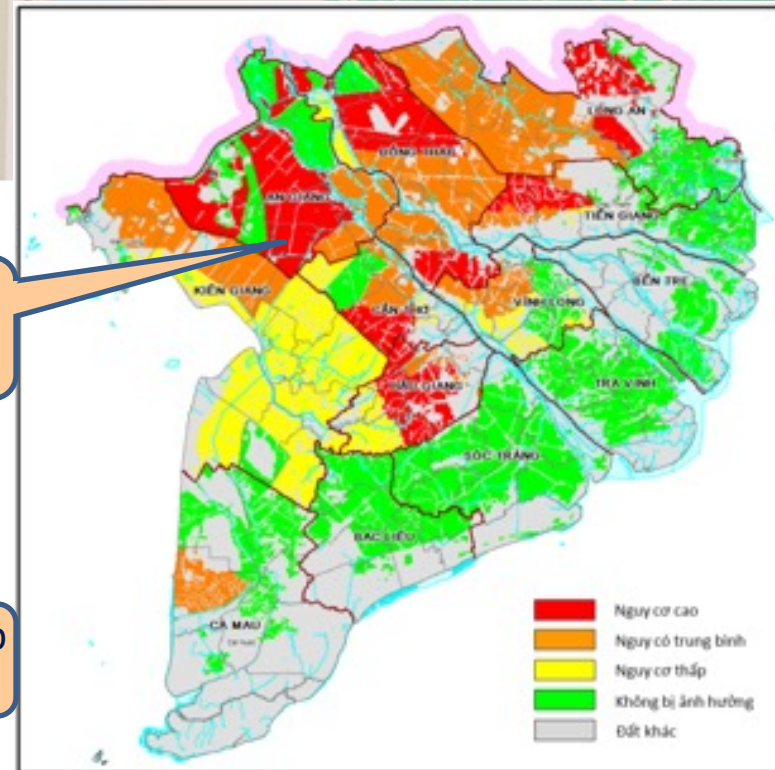 LONG AN
ĐỒNG THÁP
AN GIANG
TIỀN GIANG
BẾN TRE
KIÊN GIANG
VĨNH LONG
CẦN THƠ
TRÀ VINH
HẬU GIANG
SÓC TRĂNG
BẠC LIÊU
CÀ MAU
Nguy cơ cao
Nguy có trung bình
Nguy cơ thấp
Không bị ảnh hưởng
Đất khác